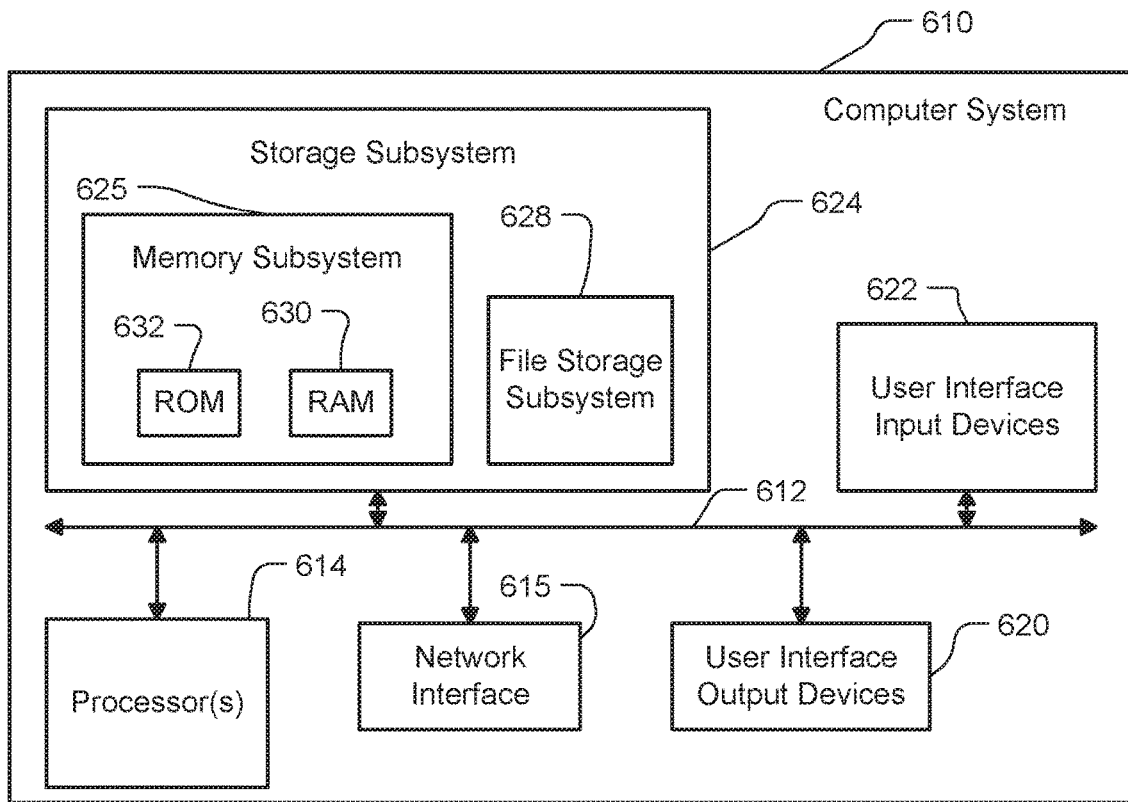 610
Computer System
Storage Subsystem
625
624
Memory Subsystem
628
622
632
630
File Storage
Subsystem
ROM
RAM
User Interface
Input Devices
612
614
615
620
Processor(s)
Network
Interface
User Interface
Output Devices